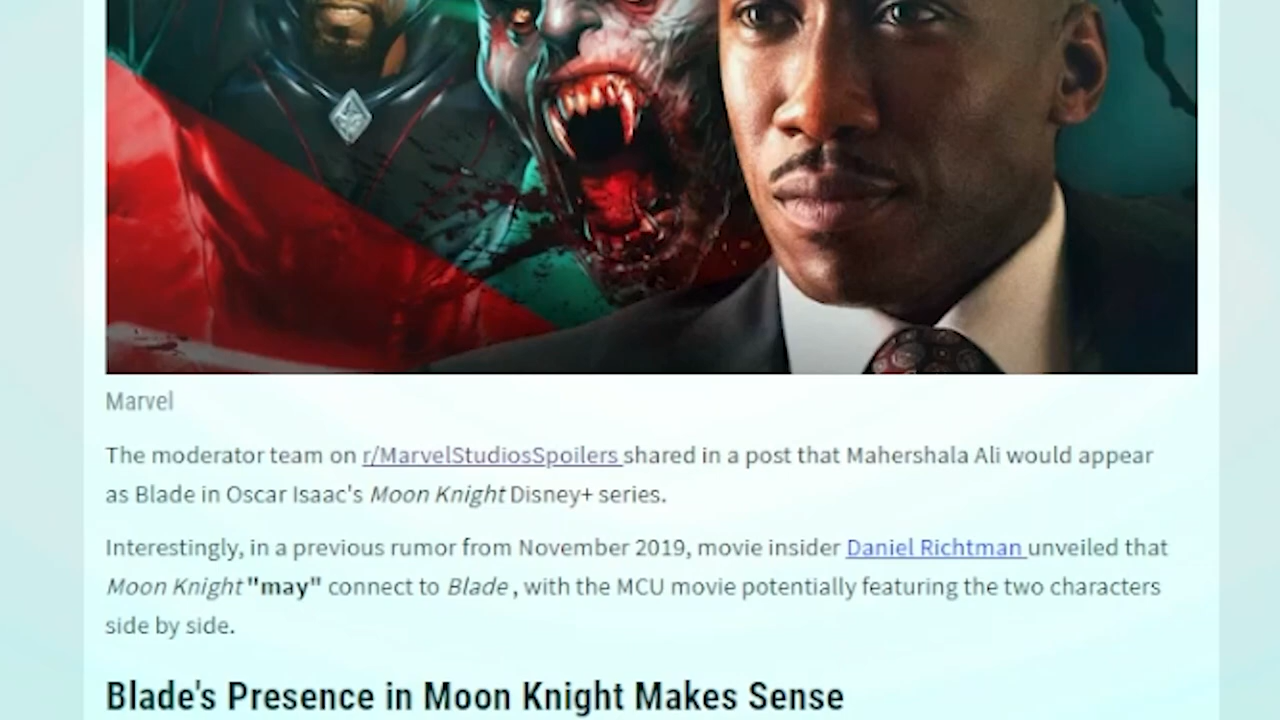 Marvel
The moderator team on r/MarvelStudiosSpoilers shared in a post that Mahershala Ali would appear
as Blade in Oscar Isaac's Moon Knight Disney+ series.
Interestingly, in a previous rumor from November 2019, movie insider Daniel Richtman unveiled that
Moon Knight "may" connect to Blade, with the MCU movie potentially featuring the two characters
side by side.
Blade's Presence in Moon Knight Makes Sense